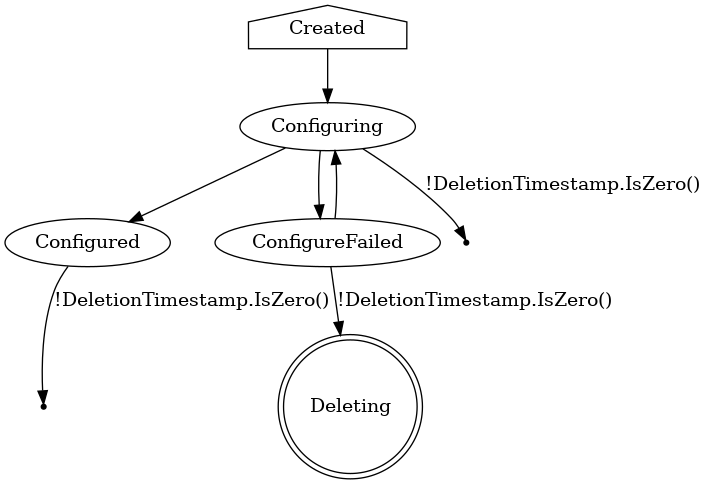 Created
Configuring
!DeletionTimestamp.IsZero()
Configured
ConfigureFailed
!DeletionTimestamp.IsZero()
!DeletionTimestamp.IsZero()
Deleting